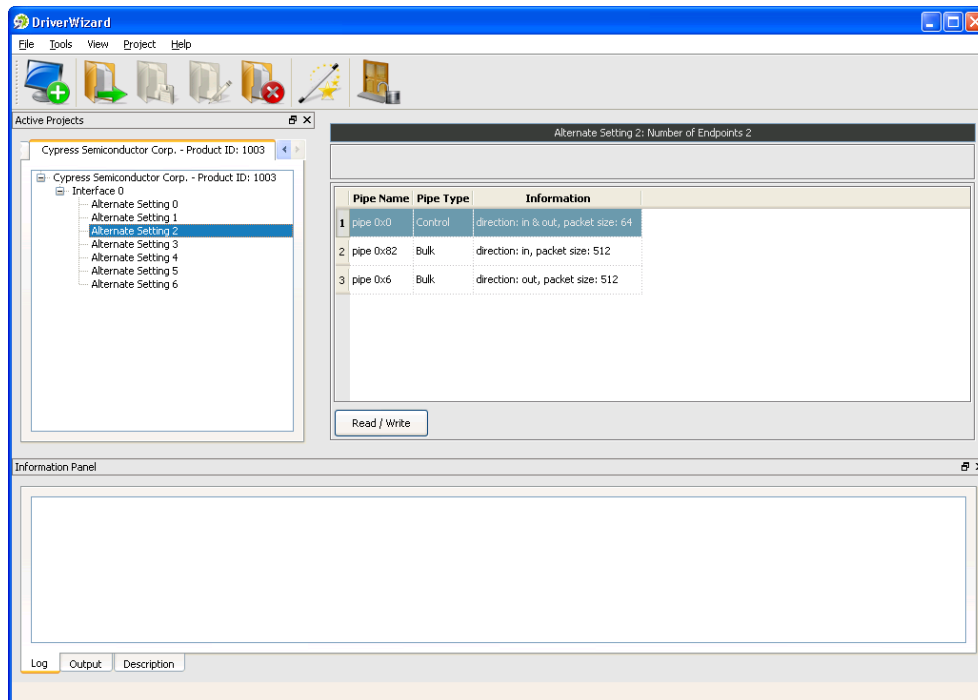 DriverWizard
File Tools View Project Help
Active Projects
Cypress Semiconductor Corp. - Product ID: 1003
Cypress Semiconductor Corp. - Product ID: 1003
Interface 0
Alternate Setting 0
Alternate Setting 1
Alternate Setting 2
Alternate Setting 3
Alternate Setting 4
Alternate Setting 5
Alternate Setting 6
Alternate Setting 2: Number of Endpoints 2
Pipe Name Pipe Type Information
1 pipe 0x0 Control direction: in & out, packet size: 64
2 pipe 0x82 Bulk direction: in, packet size: 512
3 pipe 0x6 Bulk direction: out, packet size: 512
Read / Write
Information Panel
Log Output Description